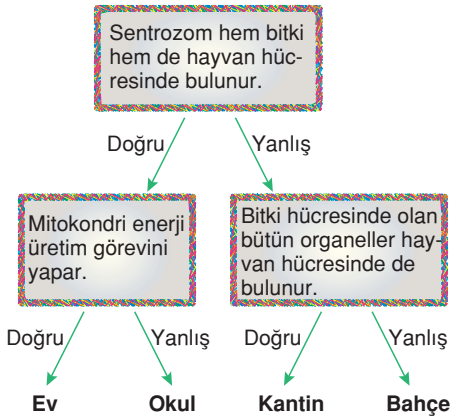 Sentrozom hem bitki
hem de hayvan hüc-
resinde bulunur.
Doğru Yanlış
Mitokondri enerji
üretim görevini
yapar.
Bitki hücresinde olan
bütün organeller hay-
van hücresinde de
bulunur.
Doğru Yanlış Doğru Yanlış
Ev Okul Kantin Bahçe